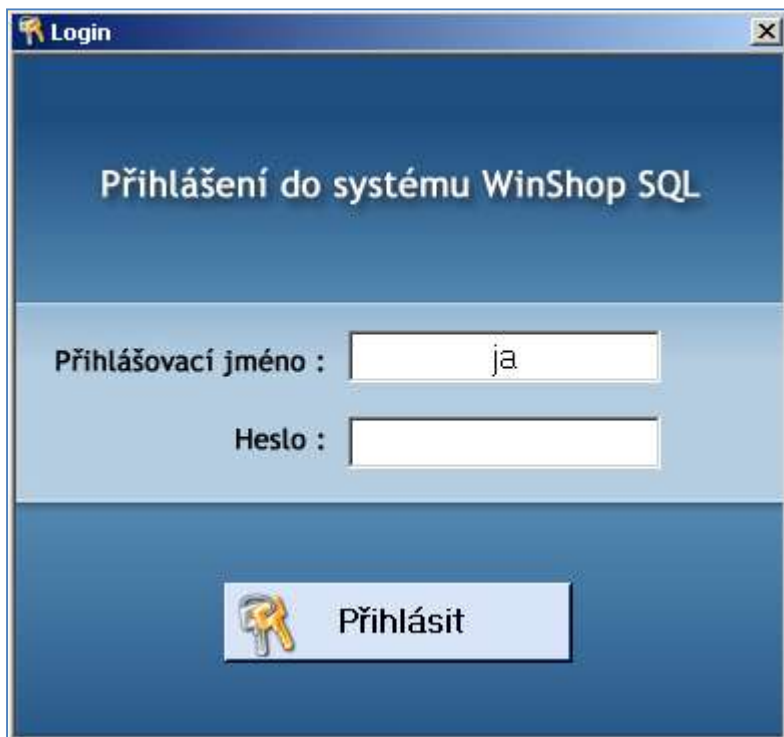 Login
Přihlášení do systému WinShop SQL
Přihlášovací jméno : ja
Heslo :
Přihlásit